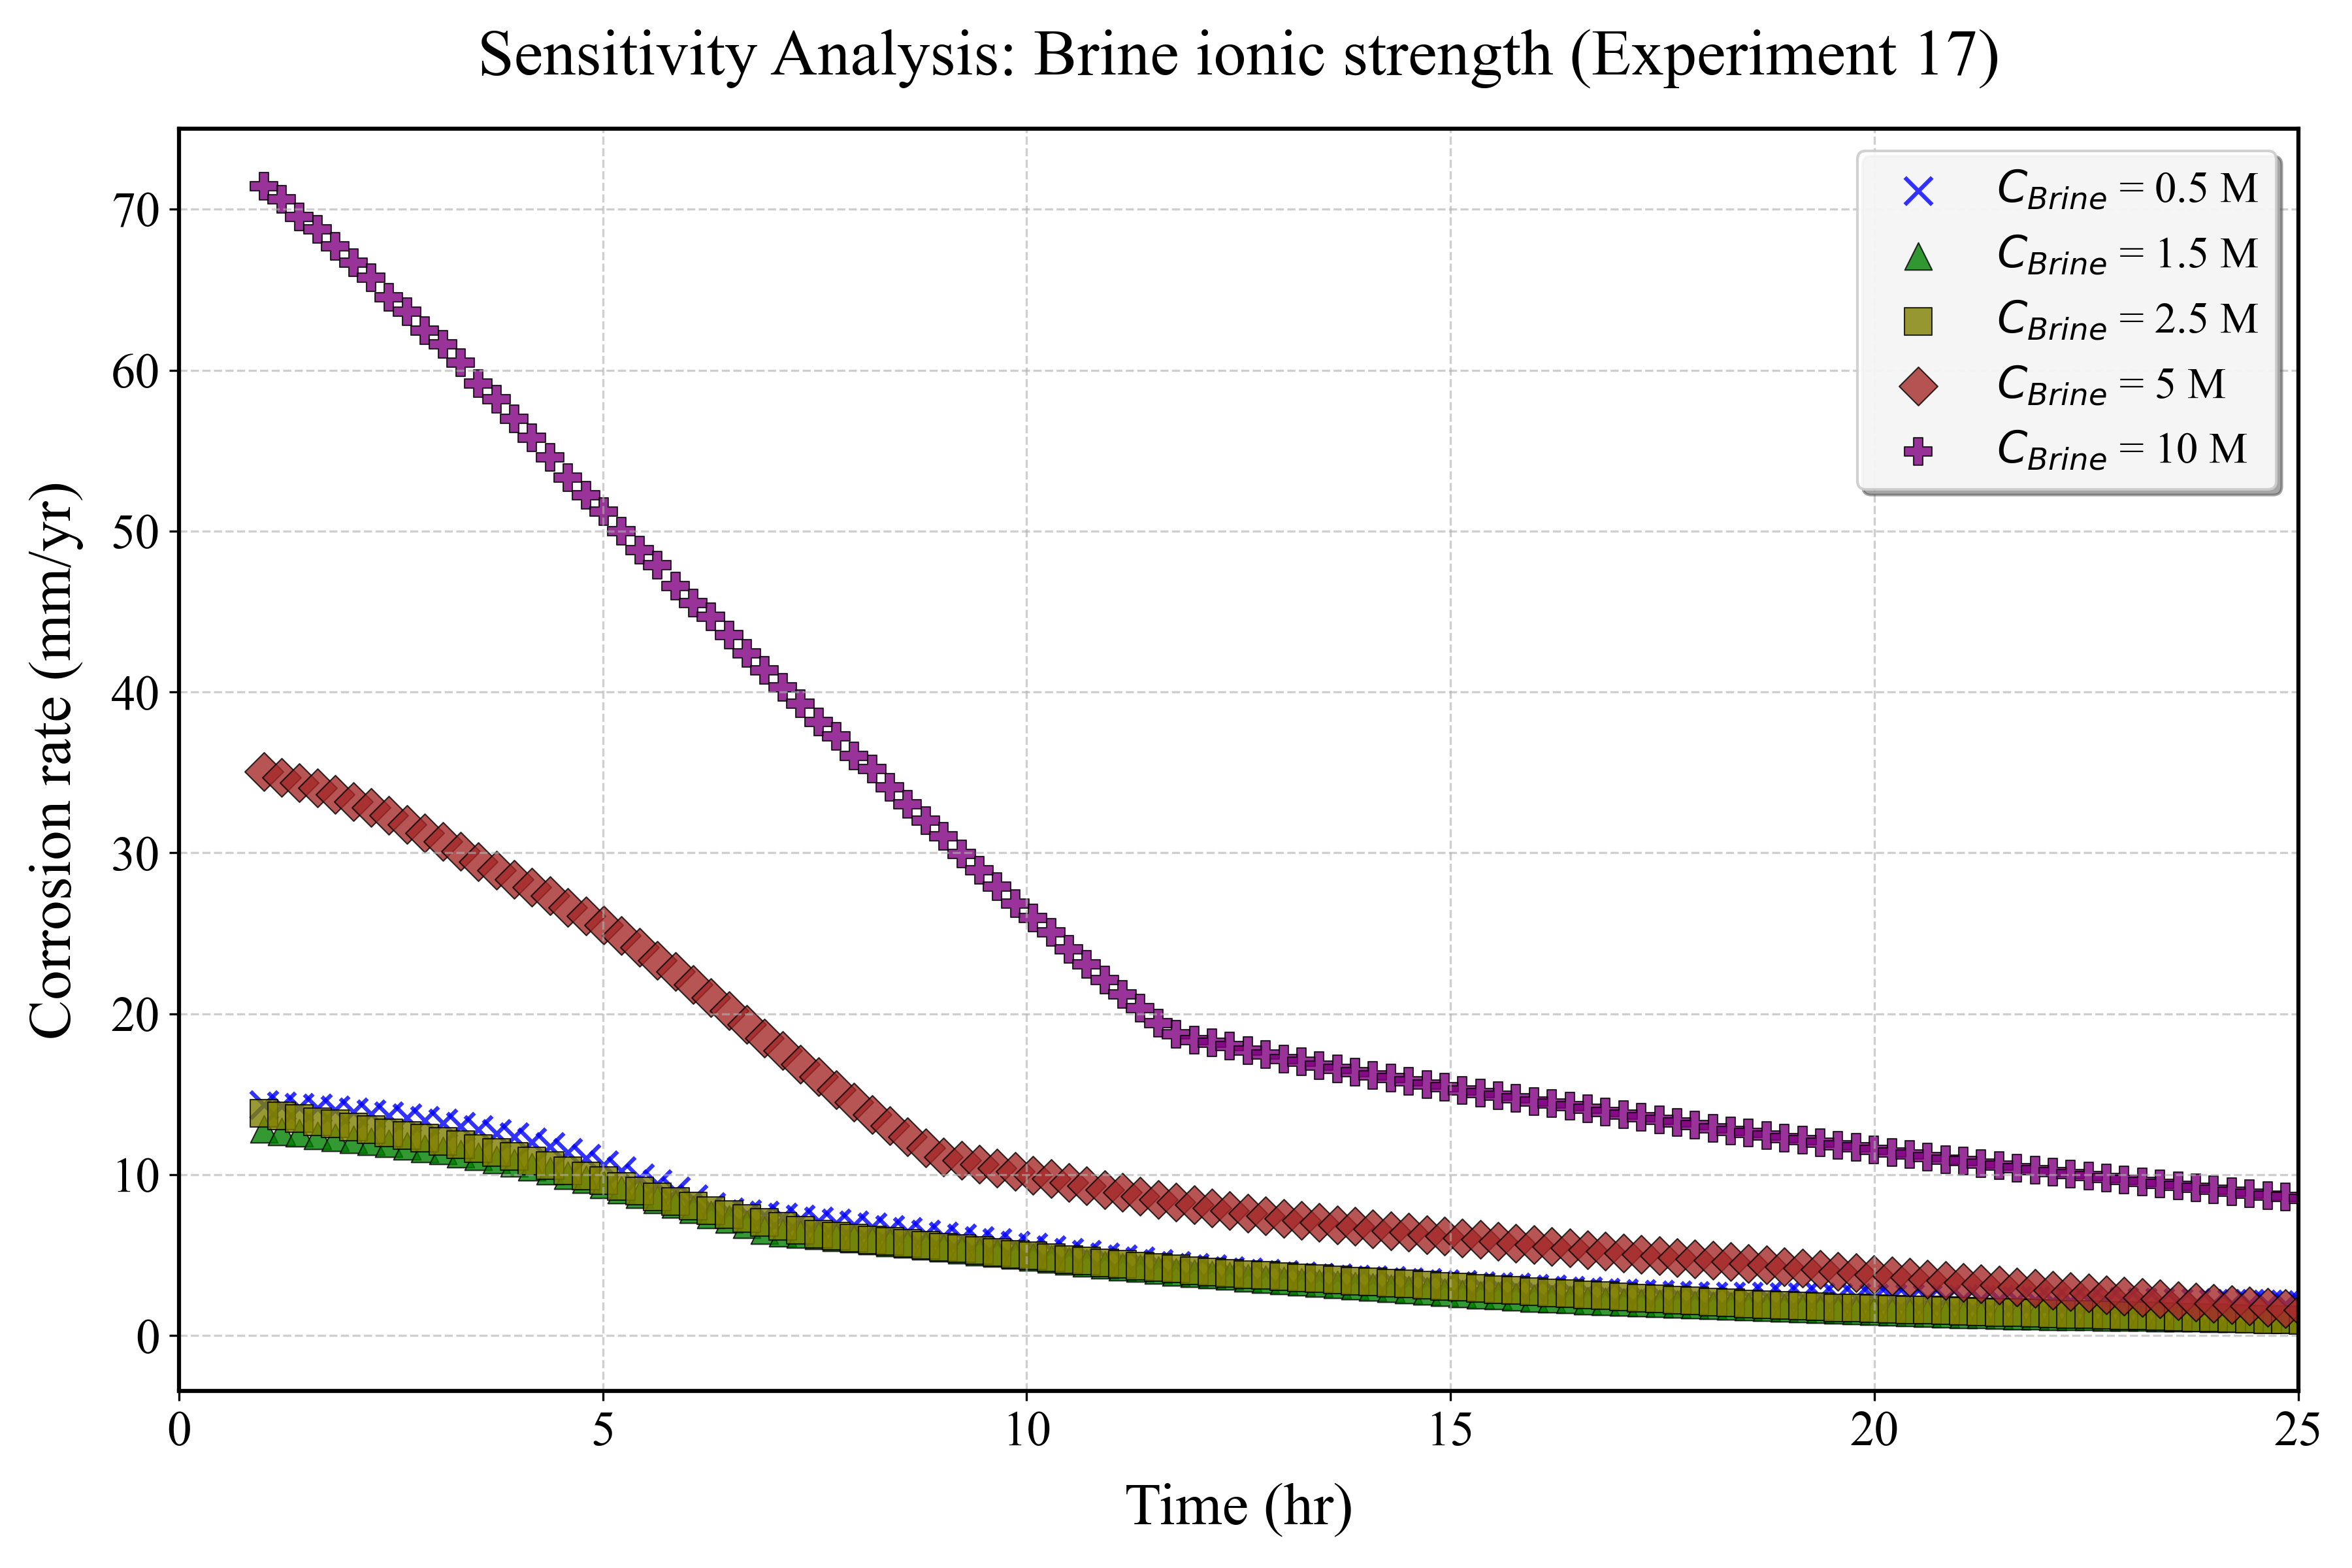 Sensitivity Analysis: Brine ionic strength (Experiment 17)
C_Brine = 0.5 M
C_Brine = 1.5 M
C_Brine = 2.5 M
C_Brine = 5 M
C_Brine = 10 M
Corrosion rate (mm/yr)
70
60
50
40
30
20
10
0
0 5 10 15 20 25
Time (hr)